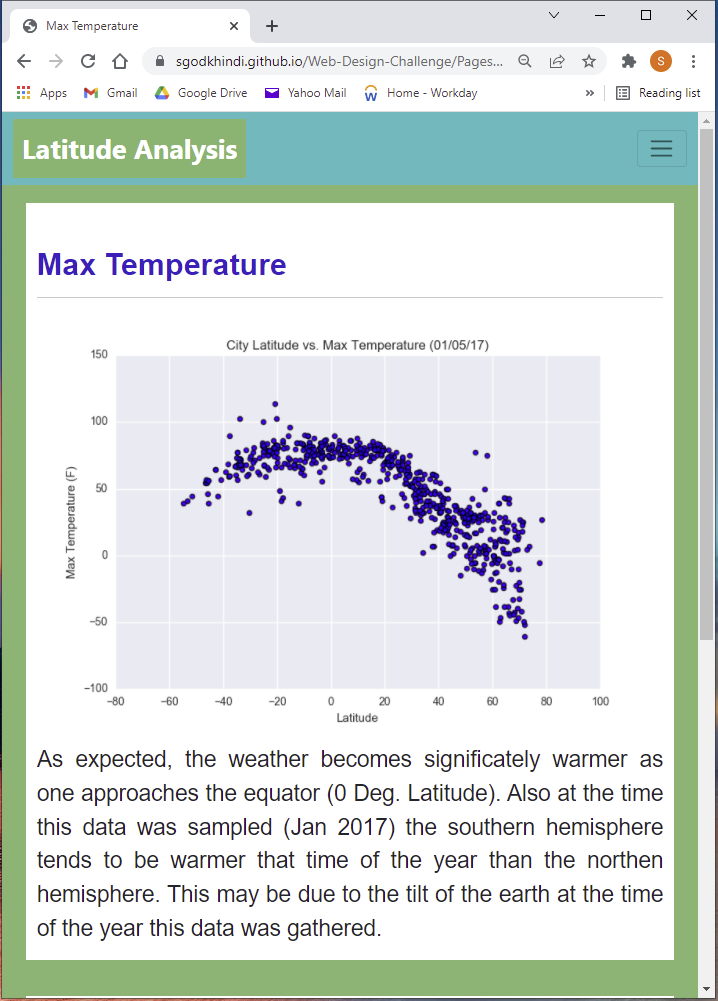 Max Temperature
sgodkhindi.github.io/Web-Design-Challenge/Pages...
S
Apps Gmail Google Drive Yahoo Mail Home - Workday » Reading list
Latitude Analysis
Max Temperature
City Latitude vs. Max Temperature (01/05/17)
150
100
50
0
−50
−100
Max Temperature (F)
−80 −60 −40 −20 0 20 40 60 80 100
Latitude
As expected, the weather becomes significately warmer as
one approaches the equator (0 Deg. Latitude). Also at the time
this data was sampled (Jan 2017) the southern hemisphere
tends to be warmer that time of the year than the northen
hemisphere. This may be due to the tilt of the earth at the time
of the year this data was gathered.